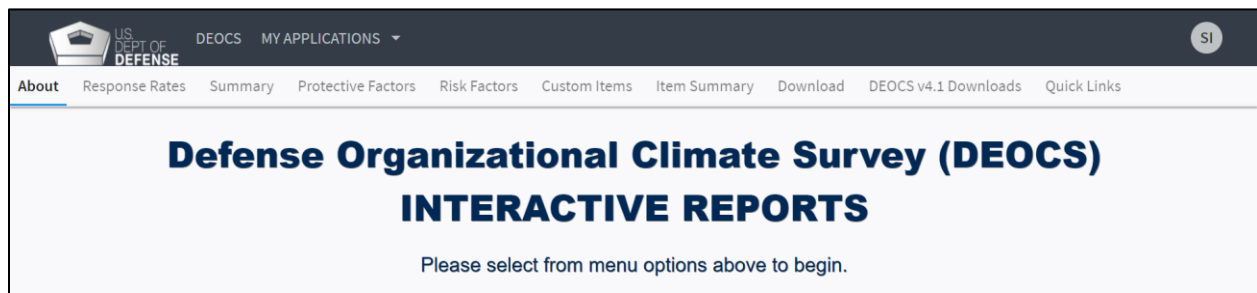 U.S.
DEPT OF
DEFENSE
DEOCS MY APPLICATIONS
SI
About Response Rates Summary Protective Factors Risk Factors Custom Items Item Summary Download DEOCS v4.1 Downloads Quick Links
Defense Organizational Climate Survey (DEOCS)
INTERACTIVE REPORTS
Please select from menu options above to begin.